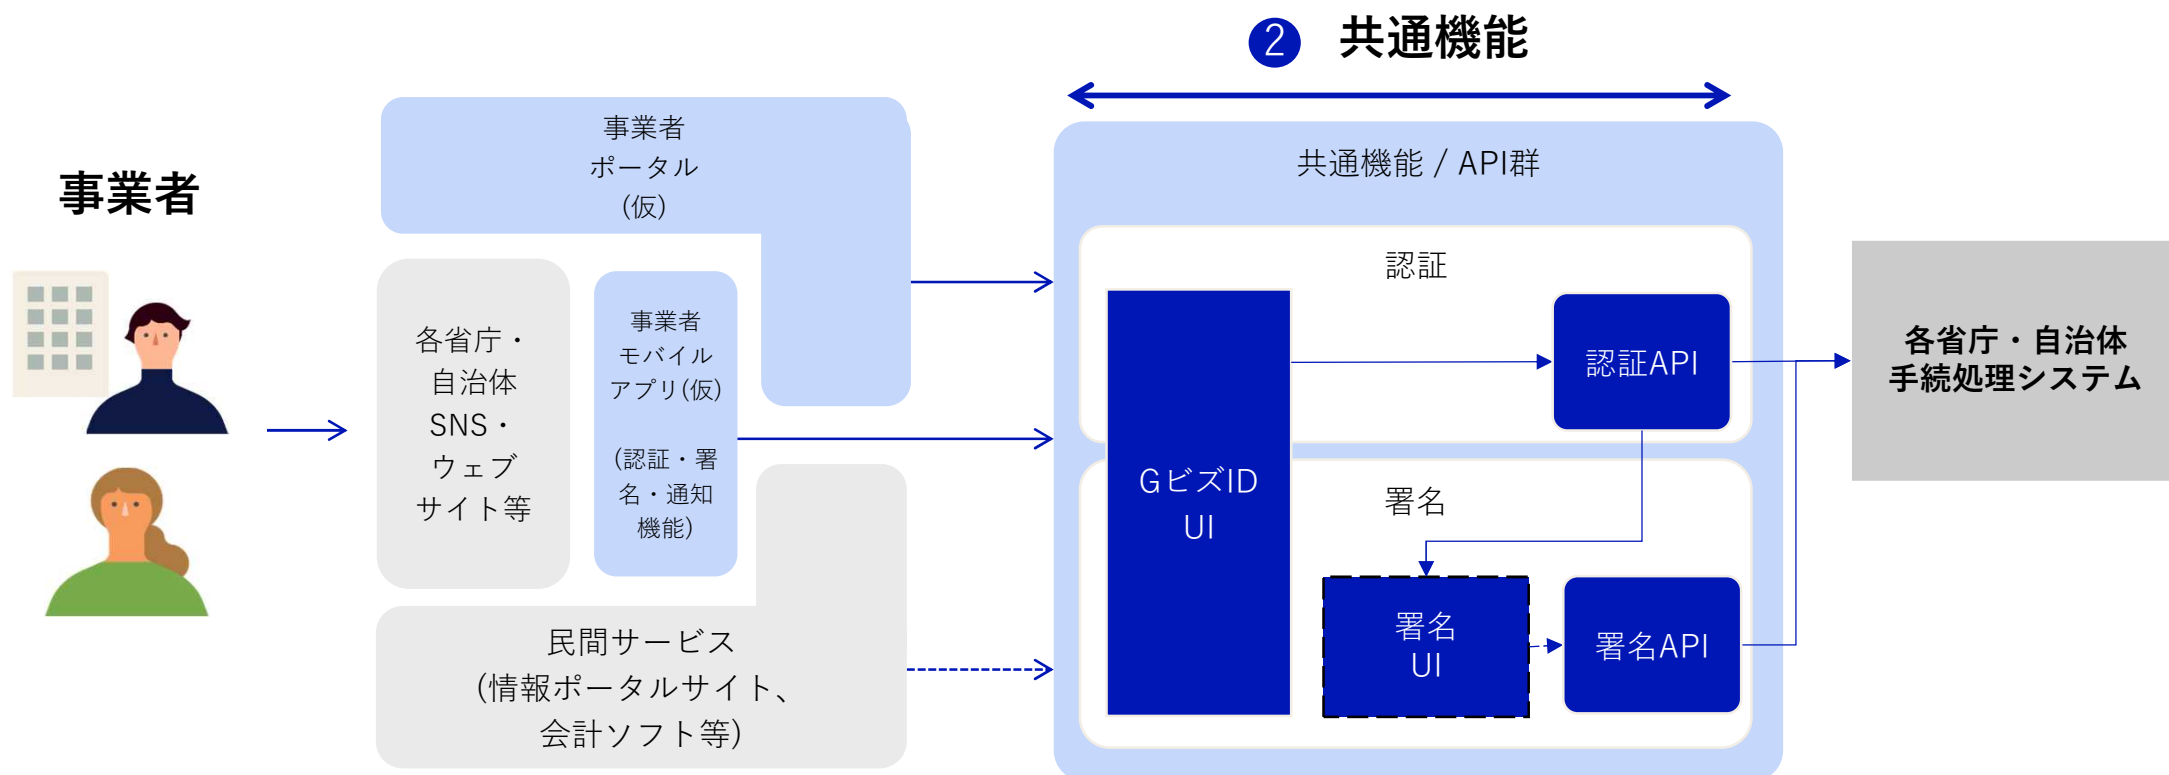 ❷ 共通機能
事業者
事業者
ポータル
(仮)
各省庁・
自治体
SNS・
ウェブ
サイト等
事業者
モバイル
アプリ(仮)
(認証・署
名・通知
機能)
民間サービス
(情報ポータルサイト、
会計ソフト等)
共通機能 / API群
認証
GビズID
UI
認証API
署名
署名
UI
署名API
各省庁・自治体
手続処理システム